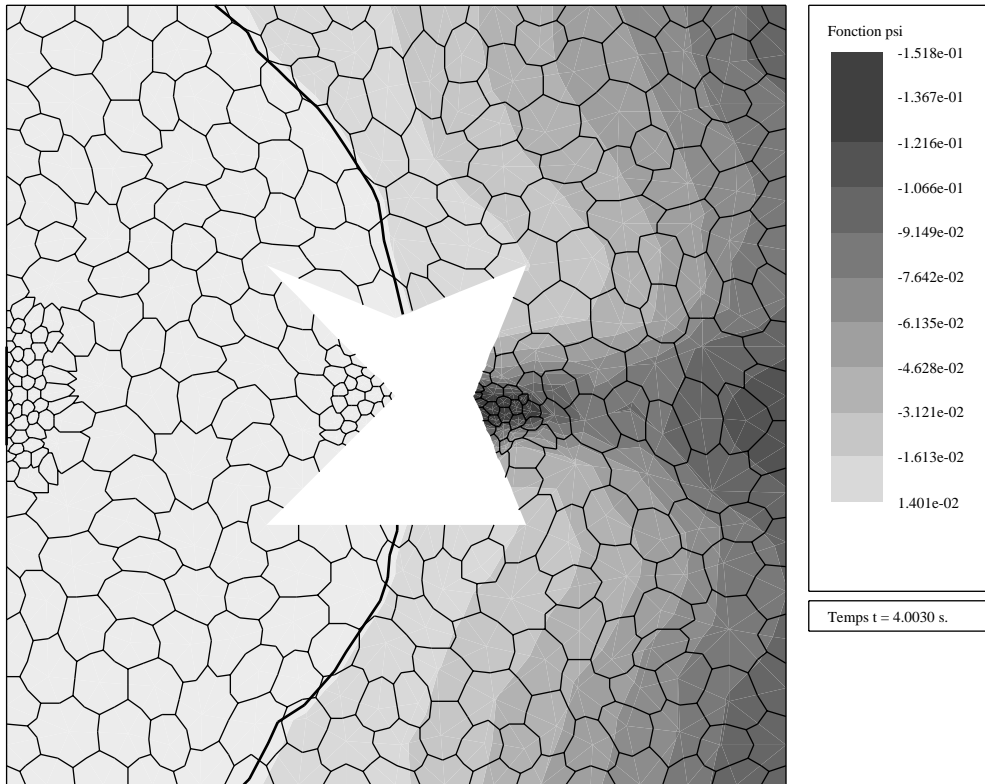 Fonction psi
-1.518e-01
-1.367e-01
-1.216e-01
-1.066e-01
-9.149e-02
-7.642e-02
-6.135e-02
-4.628e-02
-3.121e-02
-1.613e-02
1.401e-02
Temps t = 4.0030 s.